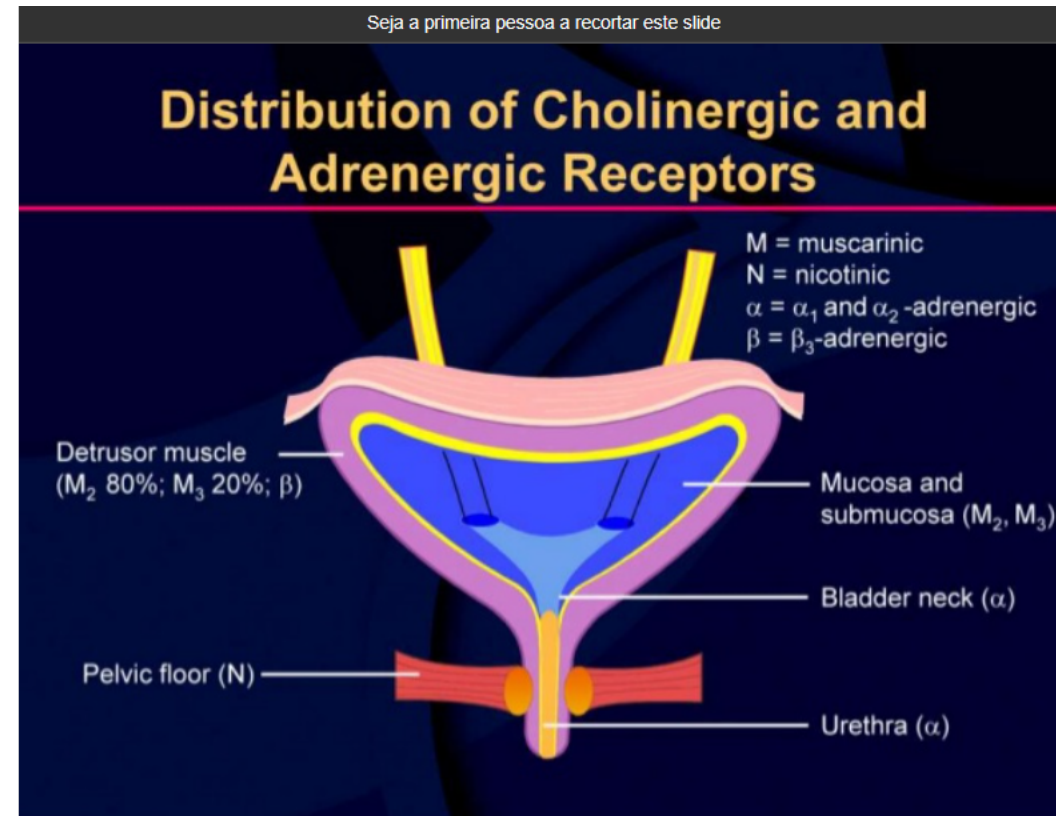 Seja a primeira pessoa a recortar este slide
Distribution of Cholinergic and
Adrenergic Receptors
M = muscarinic
N = nicotinic
α = α₁ and α₂ -adrenergic
β = β₃-adrenergic
Detrusor muscle
(M₂ 80%; M₃ 20%; β)
Mucosa and
submucosa (M₂, M₃)
Bladder neck (α)
Pelvic floor (N)
Urethra (α)